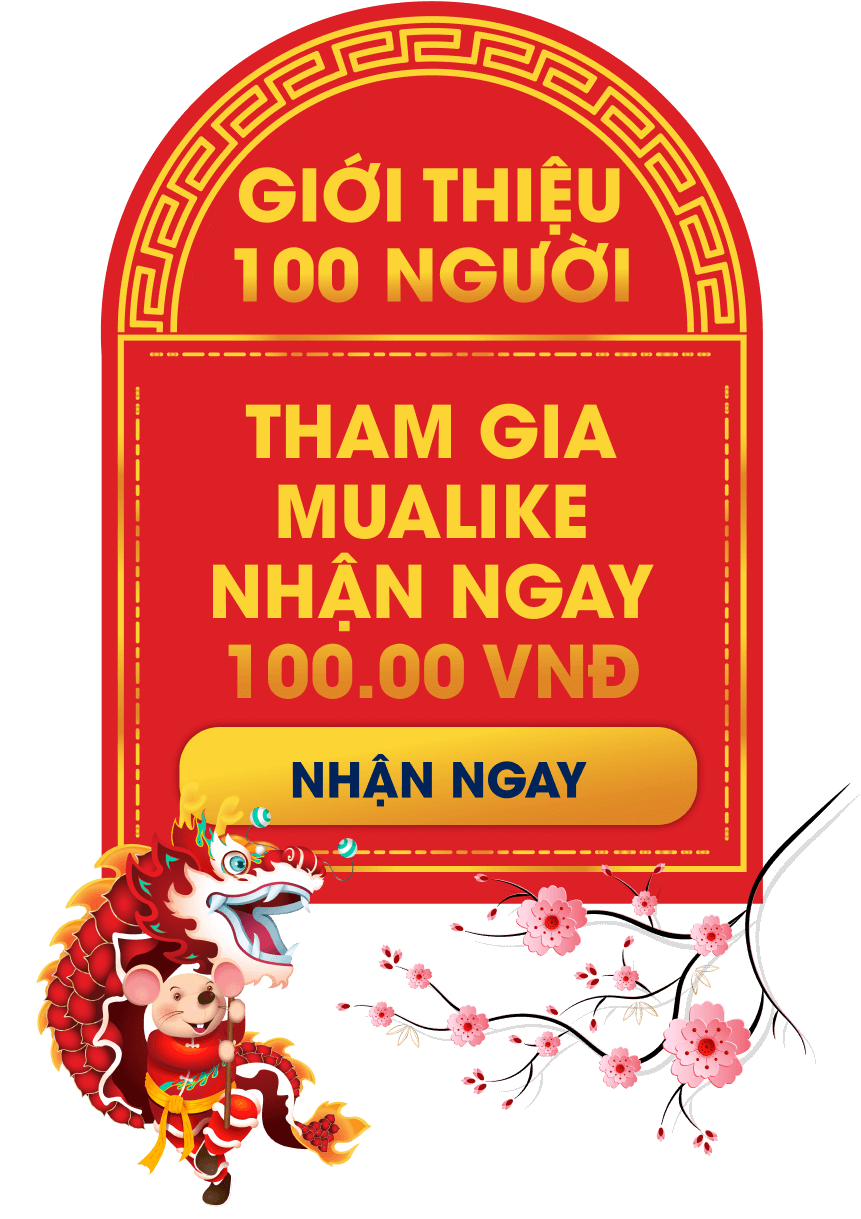 GIỚI THIỆU
100 NGƯỜI
THAM GIA
MUALIKE
NHẬN NGAY
100.00 VNĐ
NHẬN NGAY